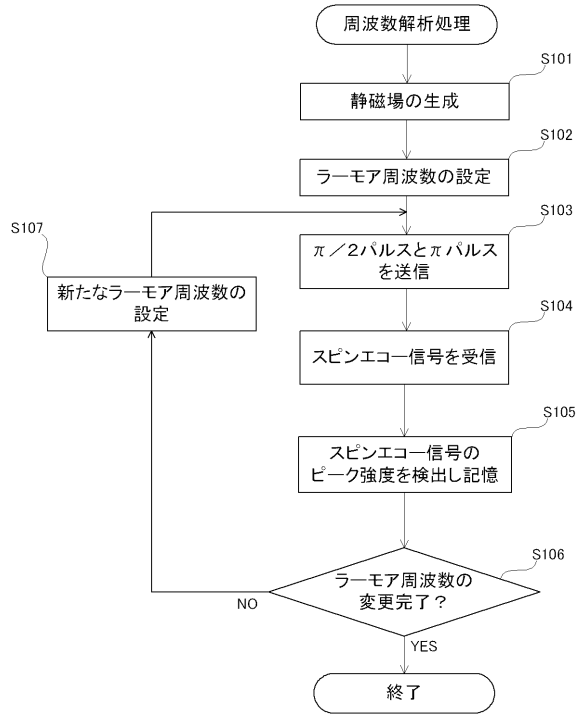 周波数解析処理
S101
静磁場の生成
S102
ラーモア周波数の設定
S103
π／2パルスとπパルス
を送信
S104
スピンエコー信号を受信
S105
スピンエコー信号の
ピーク強度を検出し記憶
S106
ラーモア周波数の
変更完了？
NO
YES
S107
新たなラーモア周波数の
設定
終了